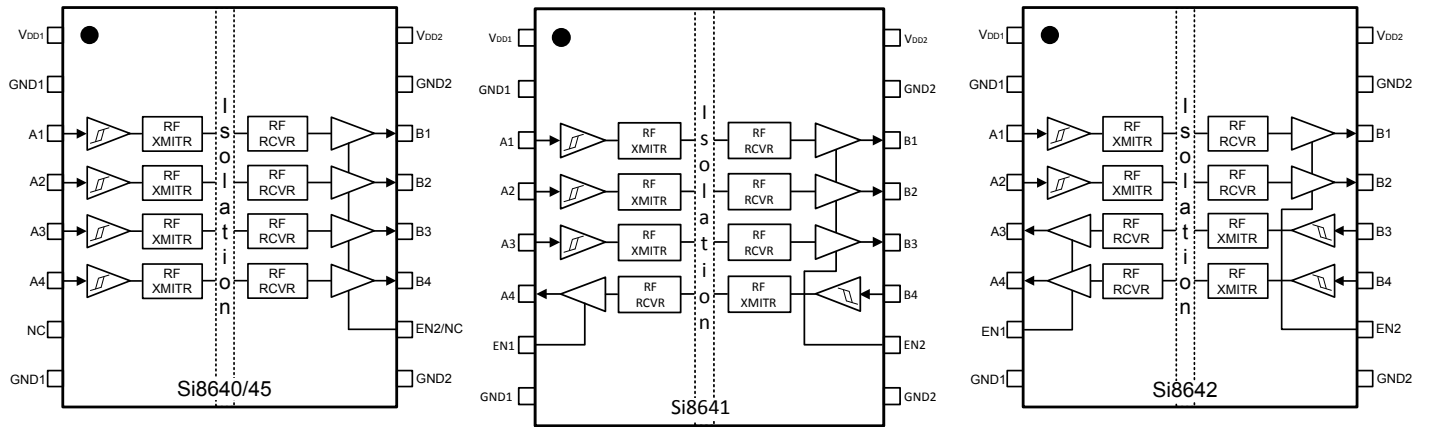 VDD1 VDD2
GND1 GND2
A1 RF XMITR RF RCVR B1
A2 RF XMITR RF RCVR B2
A3 RF XMITR RF RCVR B3
A4 RF XMITR RF RCVR B4
Isolation
NC EN2/NC
GND1 GND2
Si8640/45
VDD1 VDD2
GND1 GND2
A1 RF XMITR RF RCVR B1
A2 RF XMITR RF RCVR B2
A3 RF XMITR RF RCVR B3
A4 RF RCVR RF XMITR B4
Isolation
EN1 EN2
GND1 GND2
Si8641
VDD1 VDD2
GND1 GND2
A1 RF XMITR RF RCVR B1
A2 RF XMITR RF RCVR B2
A3 RF RCVR RF XMITR B3
A4 RF RCVR RF XMITR B4
Isolation
EN1 EN2
GND1 GND2
Si8642